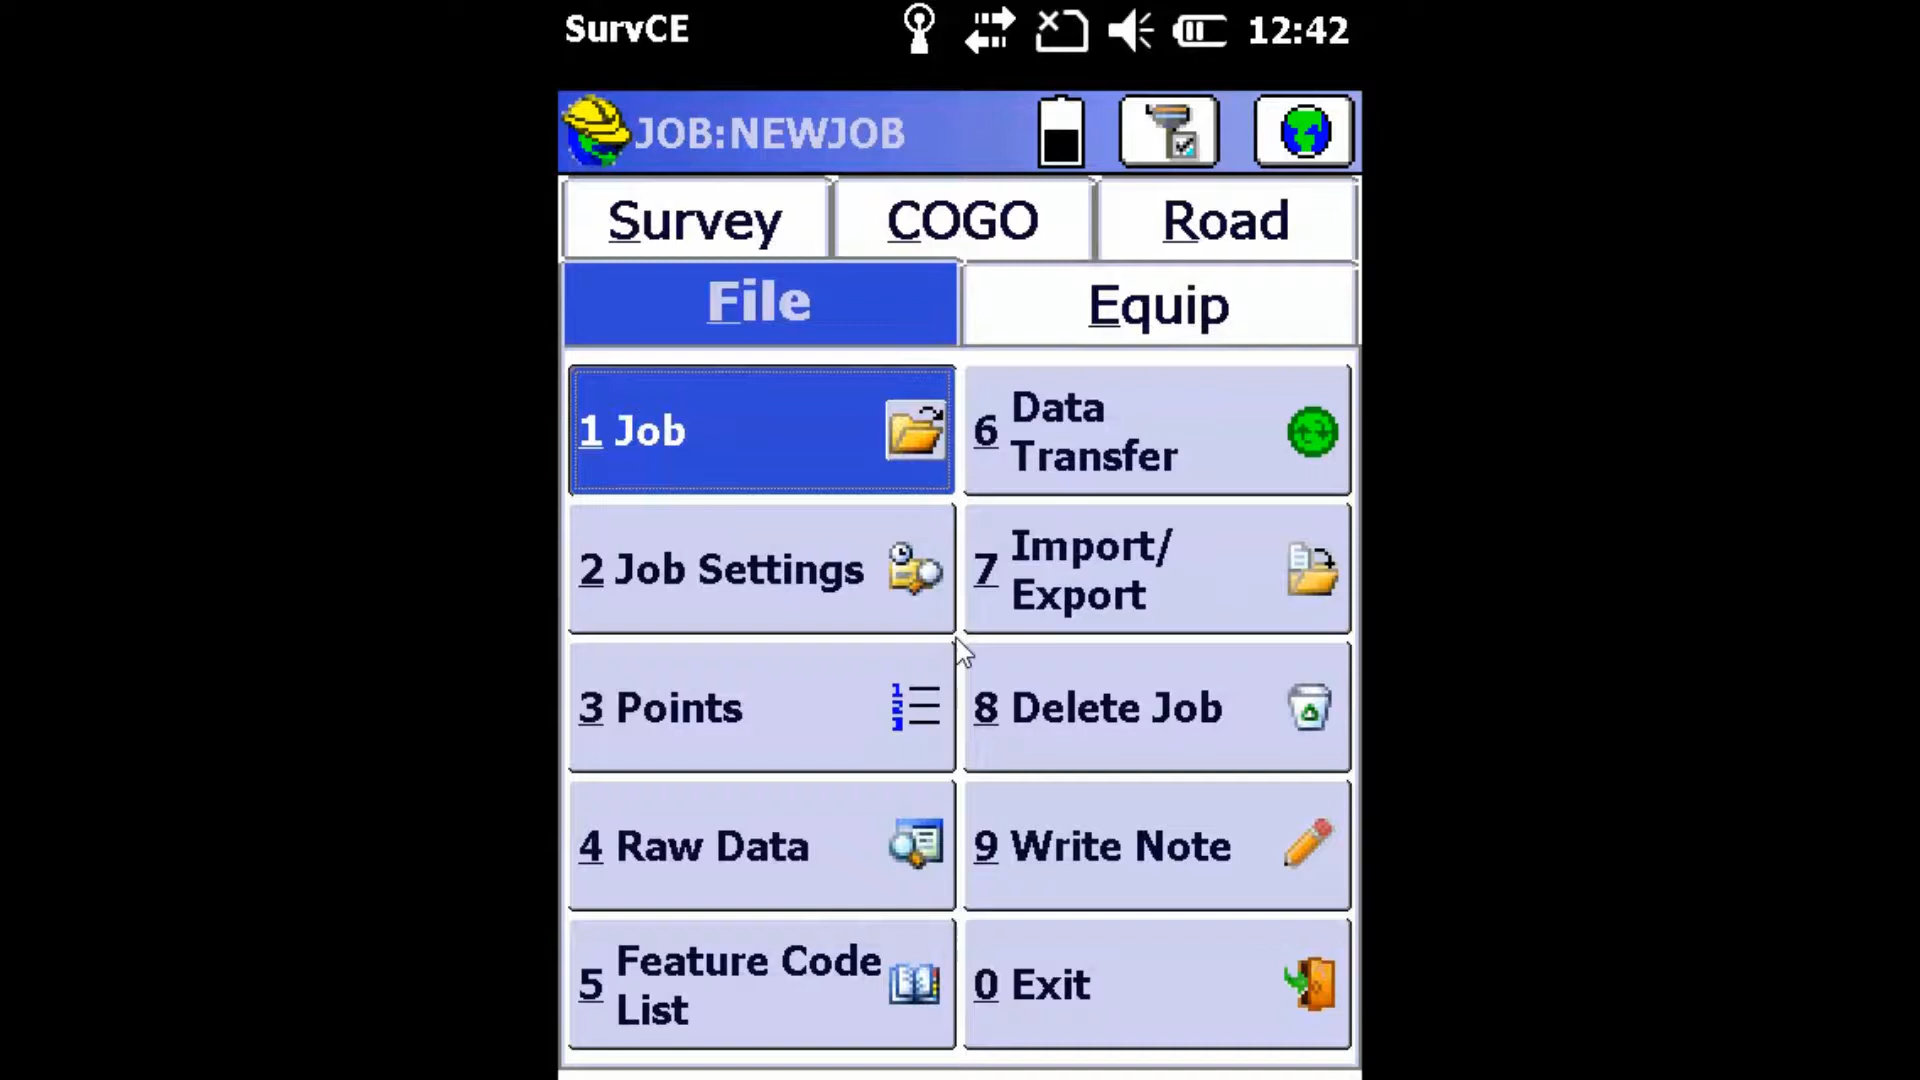 SurvCE 12:42
JOB:NEWJOB
Survey COGO Road
File Equip
1 Job
6 Data
Transfer
2 Job Settings
7 Import/
Export
3 Points
8 Delete Job
4 Raw Data
9 Write Note
5 Feature Code
List
0 Exit